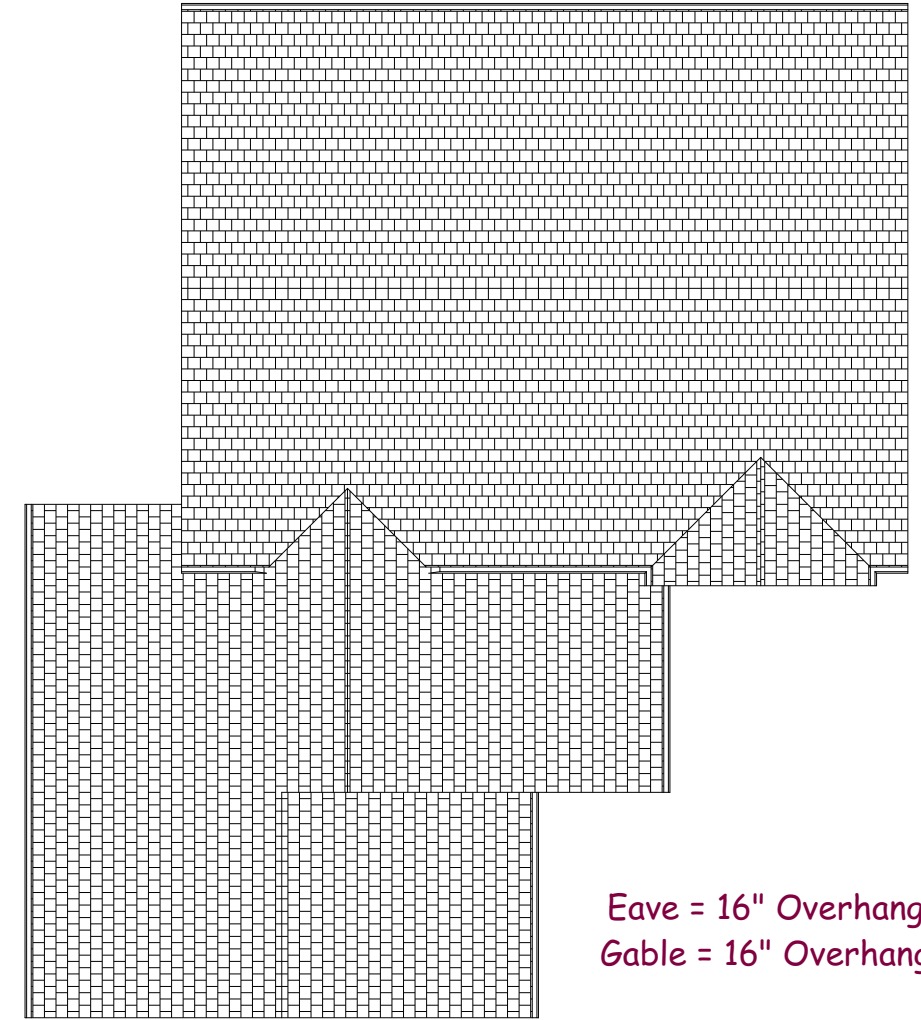 Eave = 16" Overhang
Gable = 16" Overhang